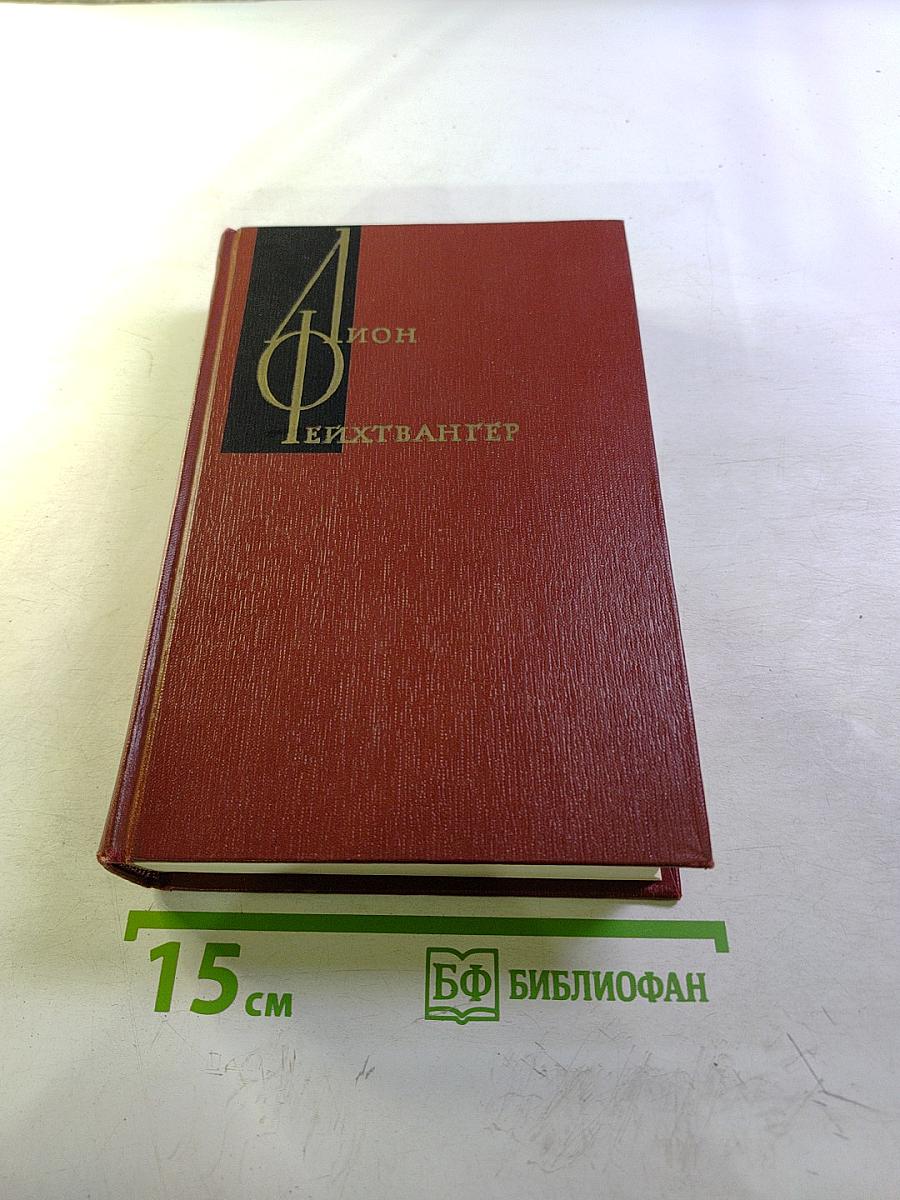 Лион
Фейхтвангер
15 см
БФ БИБЛИОФАН